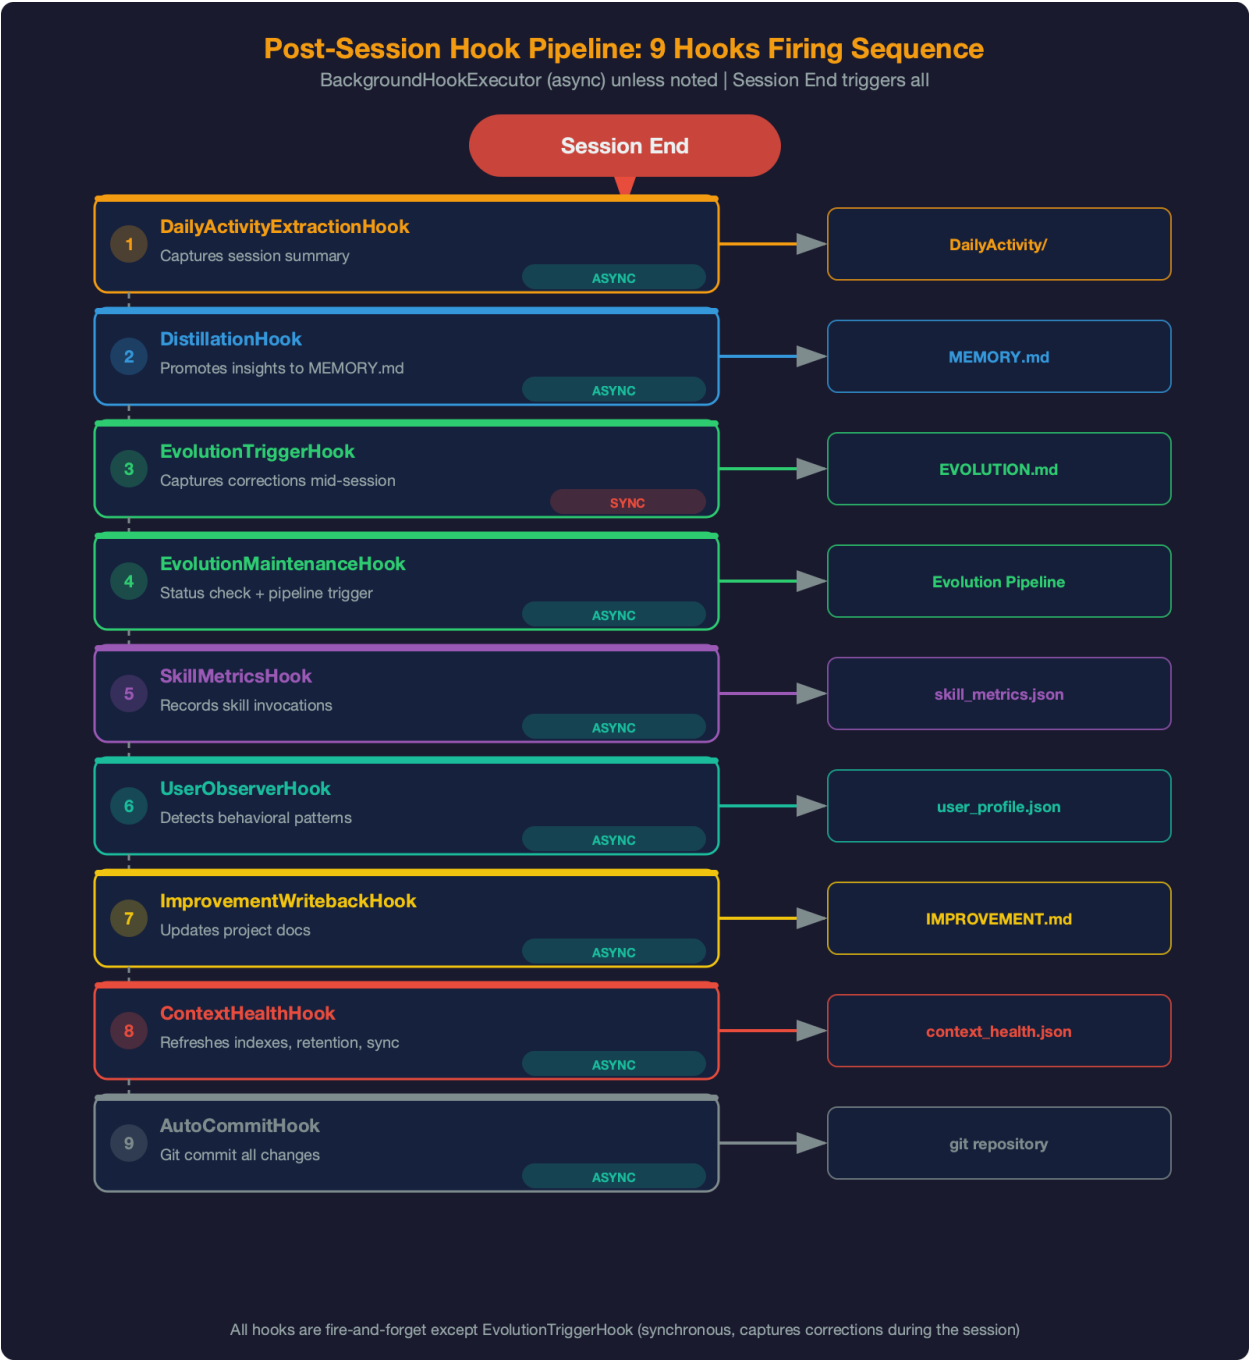 Post-Session Hook Pipeline: 9 Hooks Firing Sequence
BackgroundHookExecutor (async) unless noted | Session End triggers all
Session End
1
DailyActivityExtractionHook
Captures session summary
ASYNC
DailyActivity/
2
DistillationHook
Promotes insights to MEMORY.md
ASYNC
MEMORY.md
3
EvolutionTriggerHook
Captures corrections mid-session
SYNC
EVOLUTION.md
4
EvolutionMaintenanceHook
Status check + pipeline trigger
ASYNC
Evolution Pipeline
5
SkillMetricsHook
Records skill invocations
ASYNC
skill_metrics.json
6
UserObserverHook
Detects behavioral patterns
ASYNC
user_profile.json
7
ImprovementWritebackHook
Updates project docs
ASYNC
IMPROVEMENT.md
8
ContextHealthHook
Refreshes indexes, retention, sync
ASYNC
context_health.json
9
AutoCommitHook
Git commit all changes
ASYNC
git repository
All hooks are fire-and-forget except EvolutionTriggerHook (synchronous, captures corrections during the session)